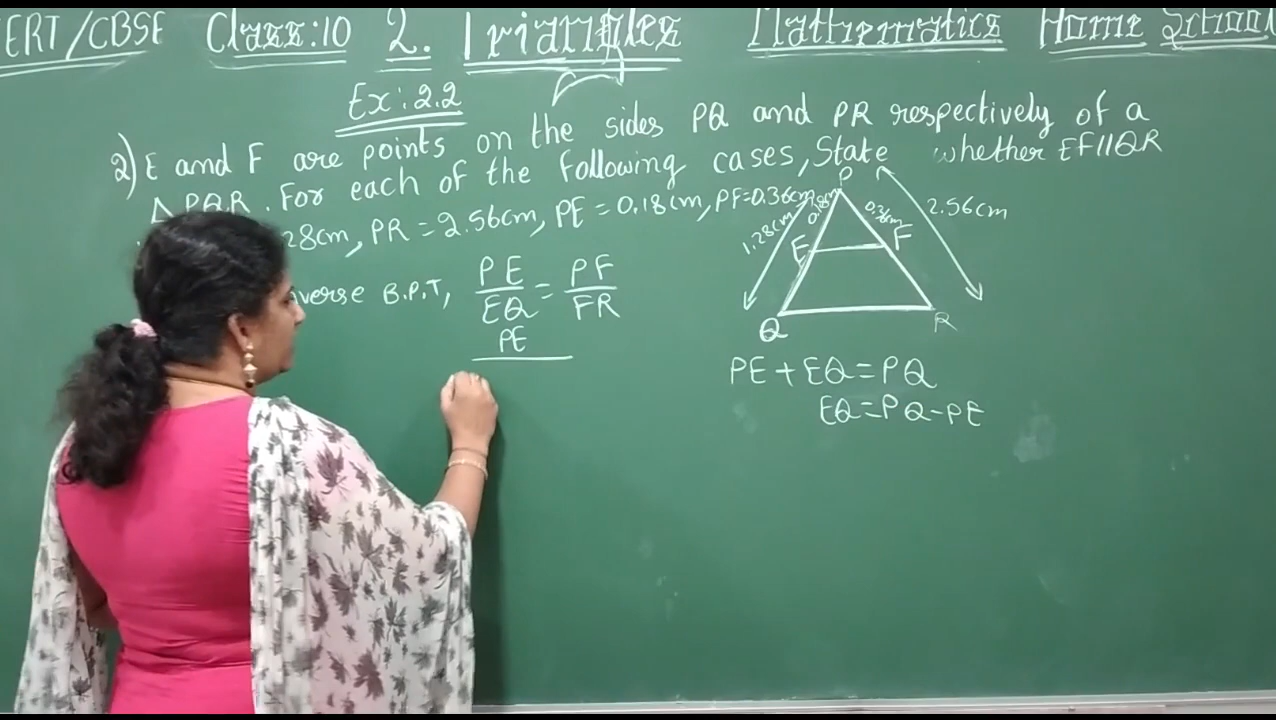 ERT/CBSE Class:10 2. Triangles Mathematics Home School
Ex:2.2
2) E and F are points on the sides PQ and PR respectively of a
Δ PQR. For each of the following cases, State whether EF||QR
28cm, PR = 2.56cm, PE = 0.18cm, PF=0.36cm
verse B.P.T, PE/EQ = PF/FR
PE
P
1.28cm 0.18cm 0.36cm 2.56cm
E F
Q R
PE + EQ = PQ
EQ = PQ - PE